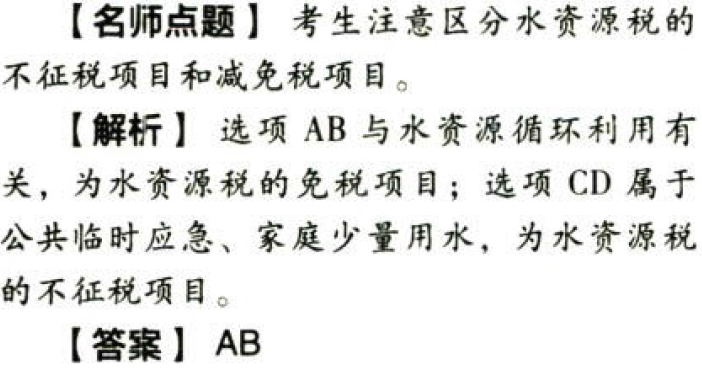 【名师点题】 考生注意区分水资源税的
不征税项目和减免税项目。
【解析】 选项 AB 与水资源循环利用有
关，为水资源税的免税项目；选项 CD 属于
公共临时应急、家庭少量用水，为水资源税
的不征税项目。
【答案】 AB